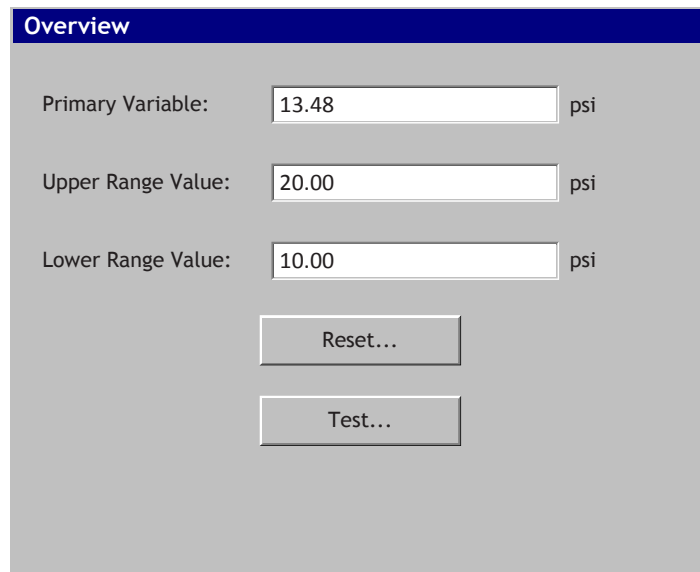 Overview
Primary Variable: 13.48 psi
Upper Range Value: 20.00 psi
Lower Range Value: 10.00 psi
Reset...
Test...